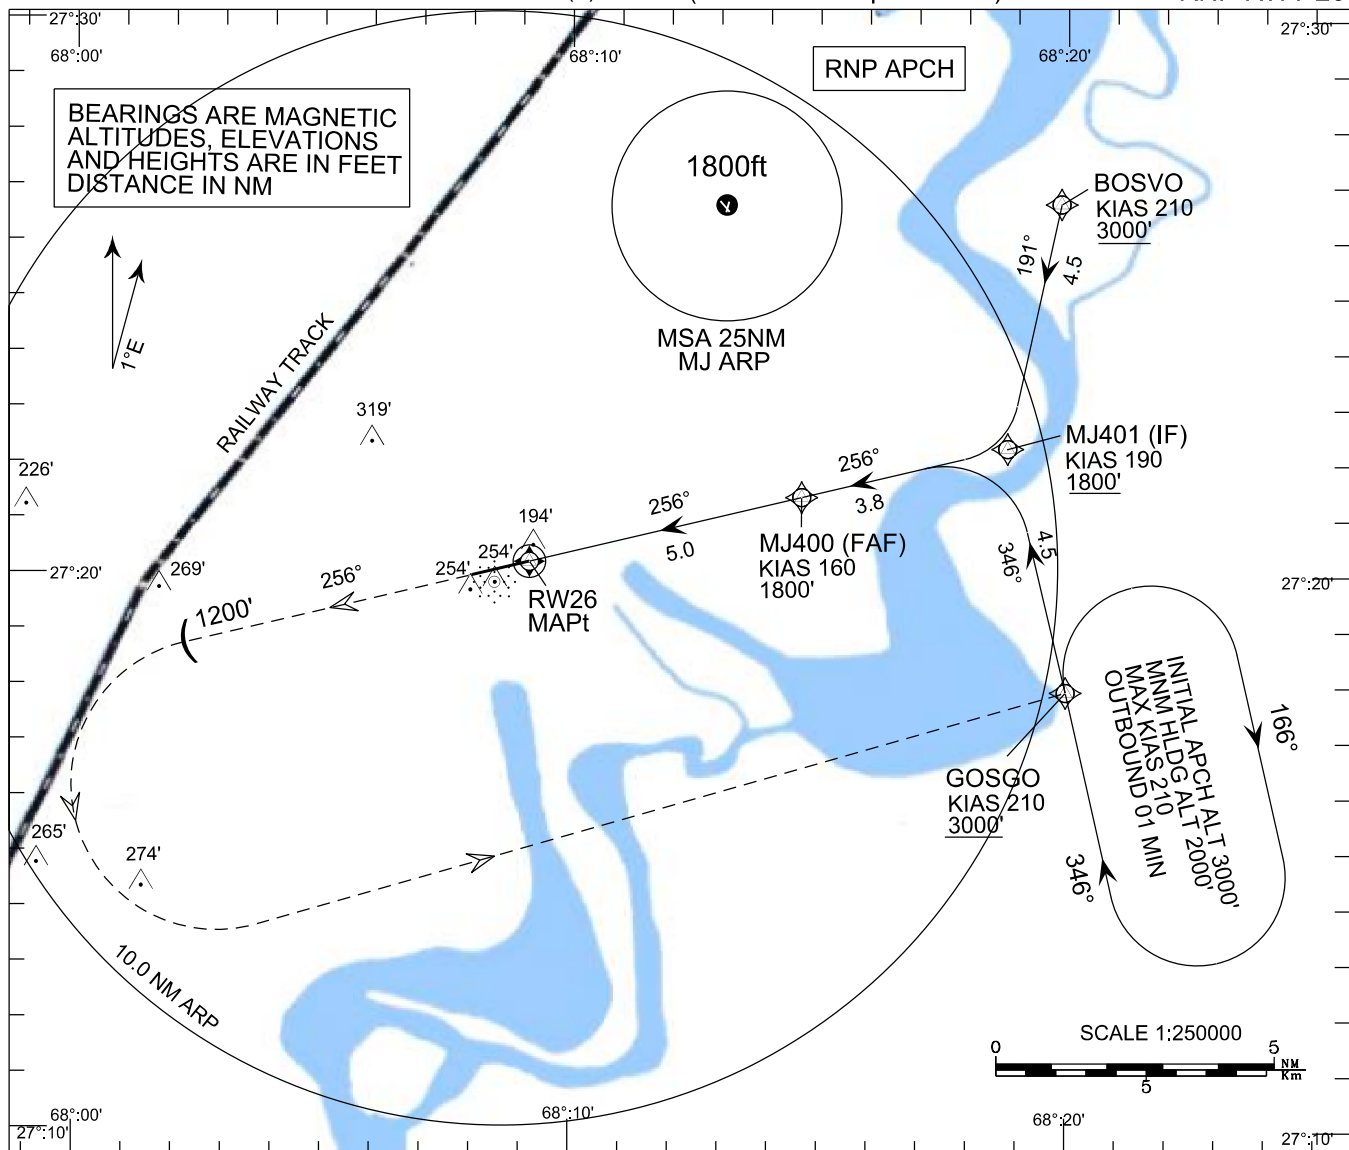 27°:30'
68°:00'
68°:10'
68°:20'
27°:30'
RNP APCH
BEARINGS ARE MAGNETIC
ALTITUDES, ELEVATIONS
AND HEIGHTS ARE IN FEET
DISTANCE IN NM
1800ft
MSA 25NM
MJ ARP
BOSVO
KIAS 210
3000'
191°
4.5
1°E
RAILWAY TRACK
319'
226'
MJ401 (IF)
KIAS 190
1800'
256°
3.8
256°
5.0
MJ400 (FAF)
KIAS 160
1800'
194'
254'
254'
RW26
MAPt
27°:20'
269'
256°
1200'
4.5
346°
27°:20'
INITIAL APCH ALT 3000'
MNM HLDG ALT 2000'
MAX KIAS 210
OUTBOUND 01 MIN
166°
346°
GOSGO
KIAS 210
3000'
265'
274'
10.0 NM ARP
SCALE 1:250000
0
5
NM
Km
5
68°:00'
27°:10'
68°:10'
68°:20'
27°:10'